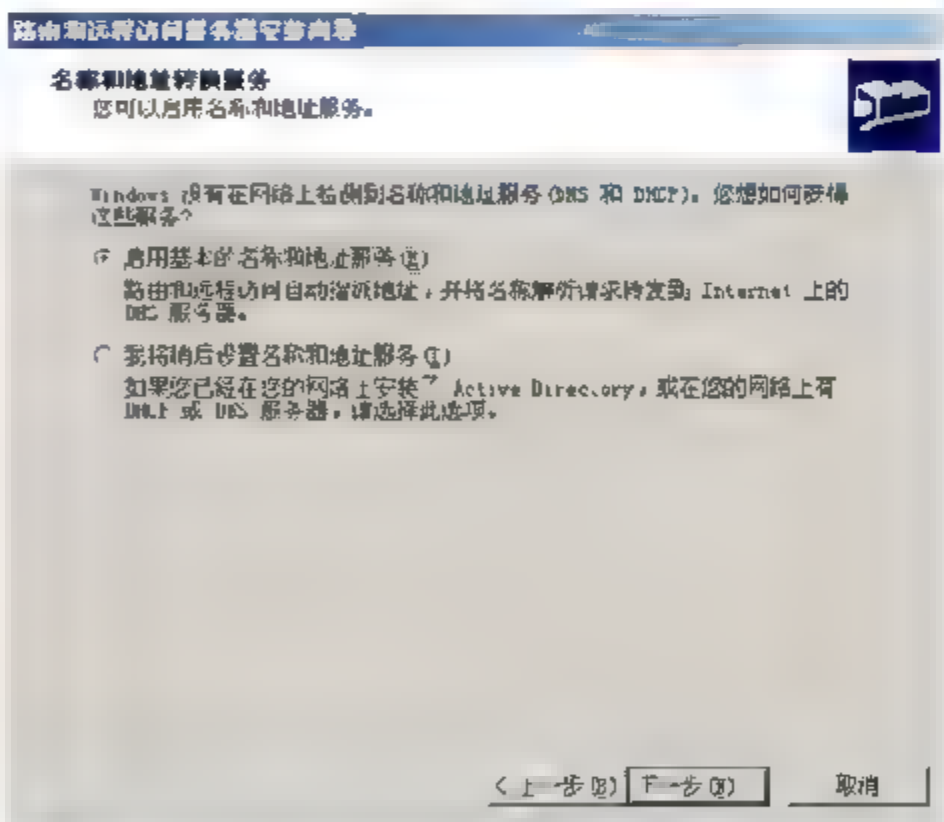 路由和远程访问服务器安装向导
名称和地址转换服务
您可以启用名称和地址服务。
Windows 没有在网络上检测到名称和地址服务(DNS 和 DHCP)。您想如何获得
这些服务?
启用基本的名称和地址服务(E)
路由和远程访问自动指派地址，并将名称解析请求转发到 Internet 上的
DNS 服务器。
我将稍后设置名称和地址服务(I)
如果您已经在您的网络上安装了 Active Directory，或在您的网络上有
DHCP 或 DNS 服务器，请选择此选项。
< 上一步(B) 下一步(N) 取消